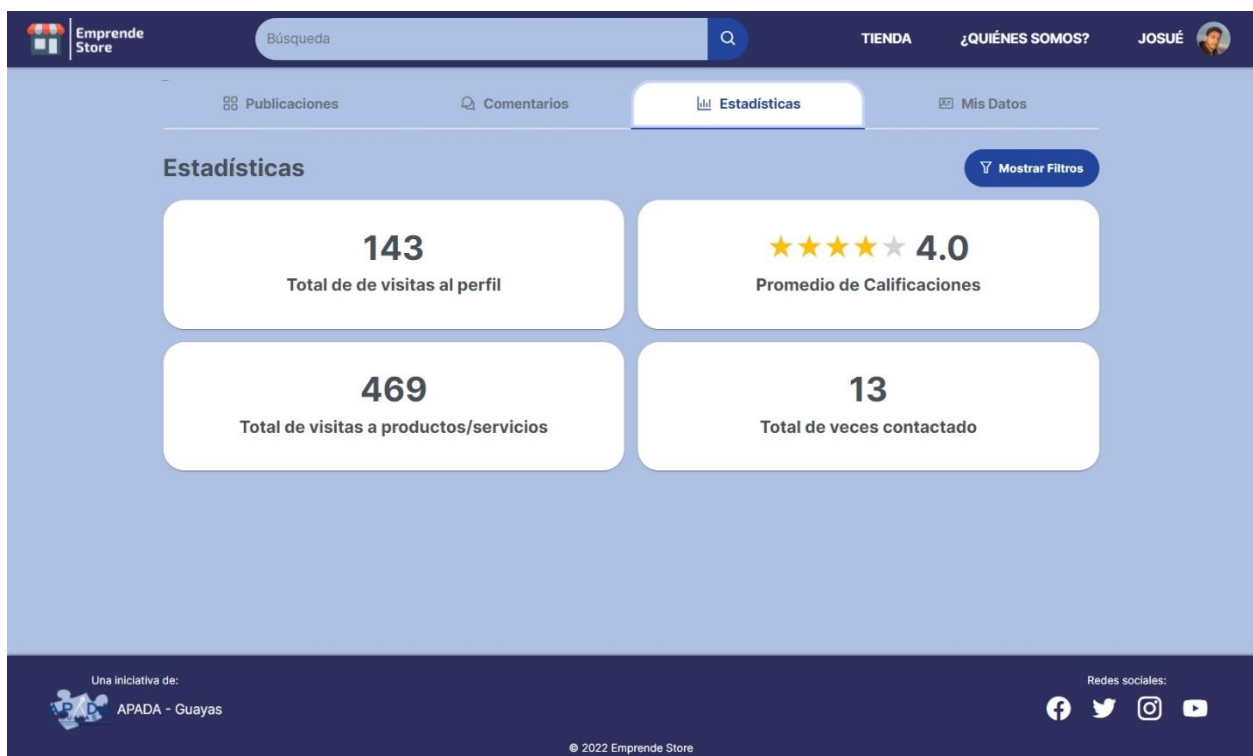 Emprende
Store
Búsqueda
TIENDA
¿QUIÉNES SOMOS?
JOSUÉ
Publicaciones
Comentarios
Estadísticas
Mis Datos
Estadísticas
Mostrar Filtros
143
Total de de visitas al perfil
4.0
Promedio de Calificaciones
469
Total de visitas a productos/servicios
13
Total de veces contactado
Una iniciativa de:
APADA - Guayas
Redes sociales:
© 2022 Emprende Store